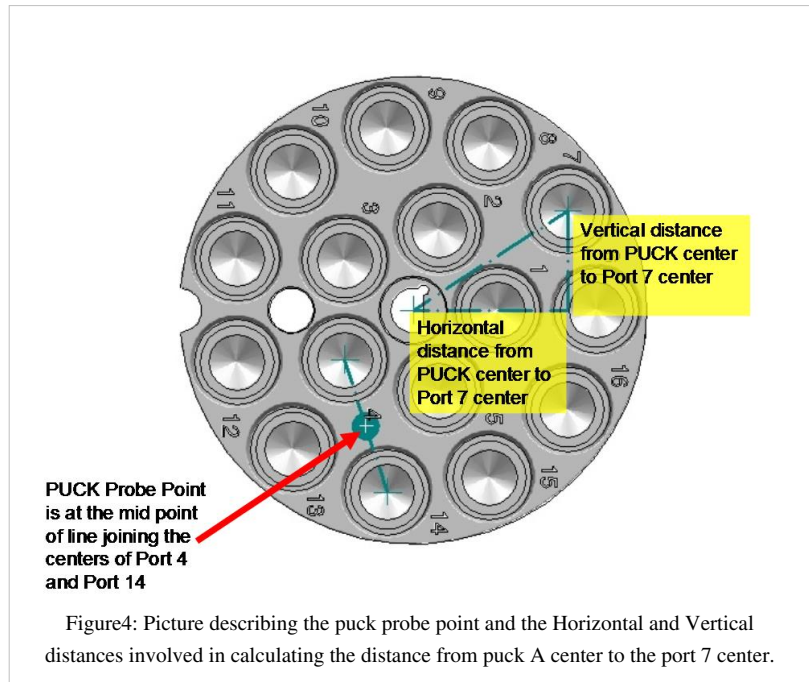 9
10
8
7
11
3
2
Vertical distance
from PUCK center
to Port 7 center
1
Horizontal
distance from
PUCK center to
Port 7 center
16
4
5
12
15
PUCK Probe Point
is at the mid point
of line joining the
centers of Port 4
and Port 14
13
14
Figure4: Picture describing the puck probe point and the Horizontal and Vertical
distances involved in calculating the distance from puck A center to the port 7 center.